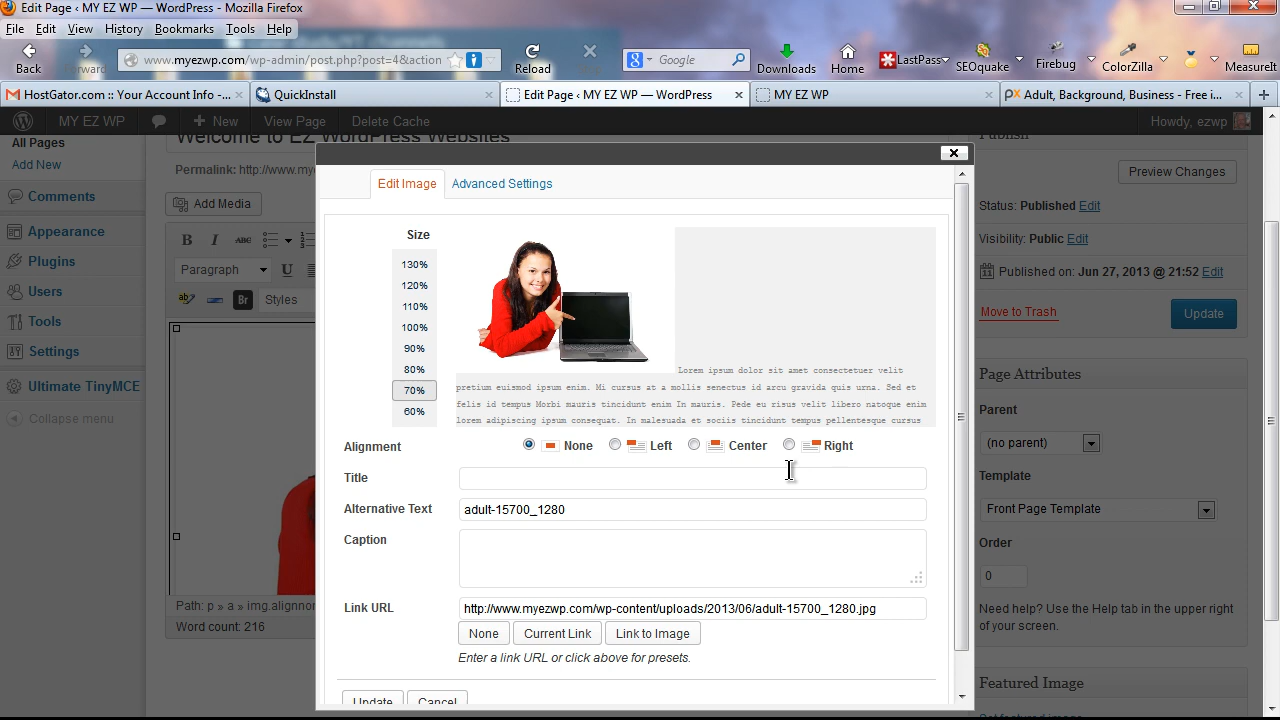 Edit Page ‹ MY EZ WP — WordPress - Mozilla Firefox
File Edit View History Bookmarks Tools Help
Back Forward www.myezwp.com/wp-admin/post.php?post=4&action Reload Google Downloads Home LastPass SEOquake Firebug ColorZilla MeasureIt
HostGator.com :: Your Account Info -... QuickInstall Edit Page ‹ MY EZ WP — WordPress MY EZ WP Adult, Background, Business - Free i...
MY EZ WP New View Page Delete Cache Howdy, ezwp
All Pages
Add New
Comments
Appearance
Plugins
Users
Tools
Settings
Ultimate TinyMCE
Collapse menu
Welcome to EZ WordPress Websites
Permalink: http://www.my
Add Media
B I ABC
Paragraph U
Br Styles
Path: p » a » img.alignnon
Word count: 216
Edit Image Advanced Settings
Size
130%
120%
110%
100%
90%
80%
70%
60%
Lorem ipsum dolor sit amet consectetuer velit
pretium euismod ipsum enim. Mi cursus at a mollis senectus id arcu gravida quis urna. Sed et
felis id tempus Morbi mauris tincidunt enim In mauris. Pede eu risus velit libero natoque enim
lorem adipiscing ipsum consequat. In malesuada et sociis tincidunt tempus pellentesque cursus
Alignment None Left Center Right
Title
Alternative Text adult-15700_1280
Caption
Link URL http://www.myezwp.com/wp-content/uploads/2013/06/adult-15700_1280.jpg
None Current Link Link to Image
Enter a link URL or click above for presets.
Update Cancel
Publish
Preview Changes
Status: Published Edit
Visibility: Public Edit
Published on: Jun 27, 2013 @ 21:52 Edit
Move to Trash Update
Page Attributes
Parent
(no parent)
Template
Front Page Template
Order
0
Need help? Use the Help tab in the upper right
of your screen.
Featured Image
Set featured image